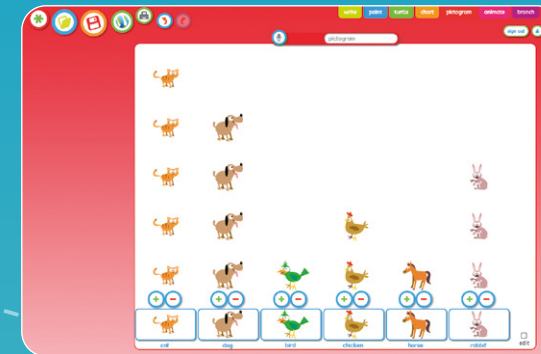 write paint turtle chart pictogram animate branch
sign out
pictogram
cat dog bird chicken horse rabbit
edit